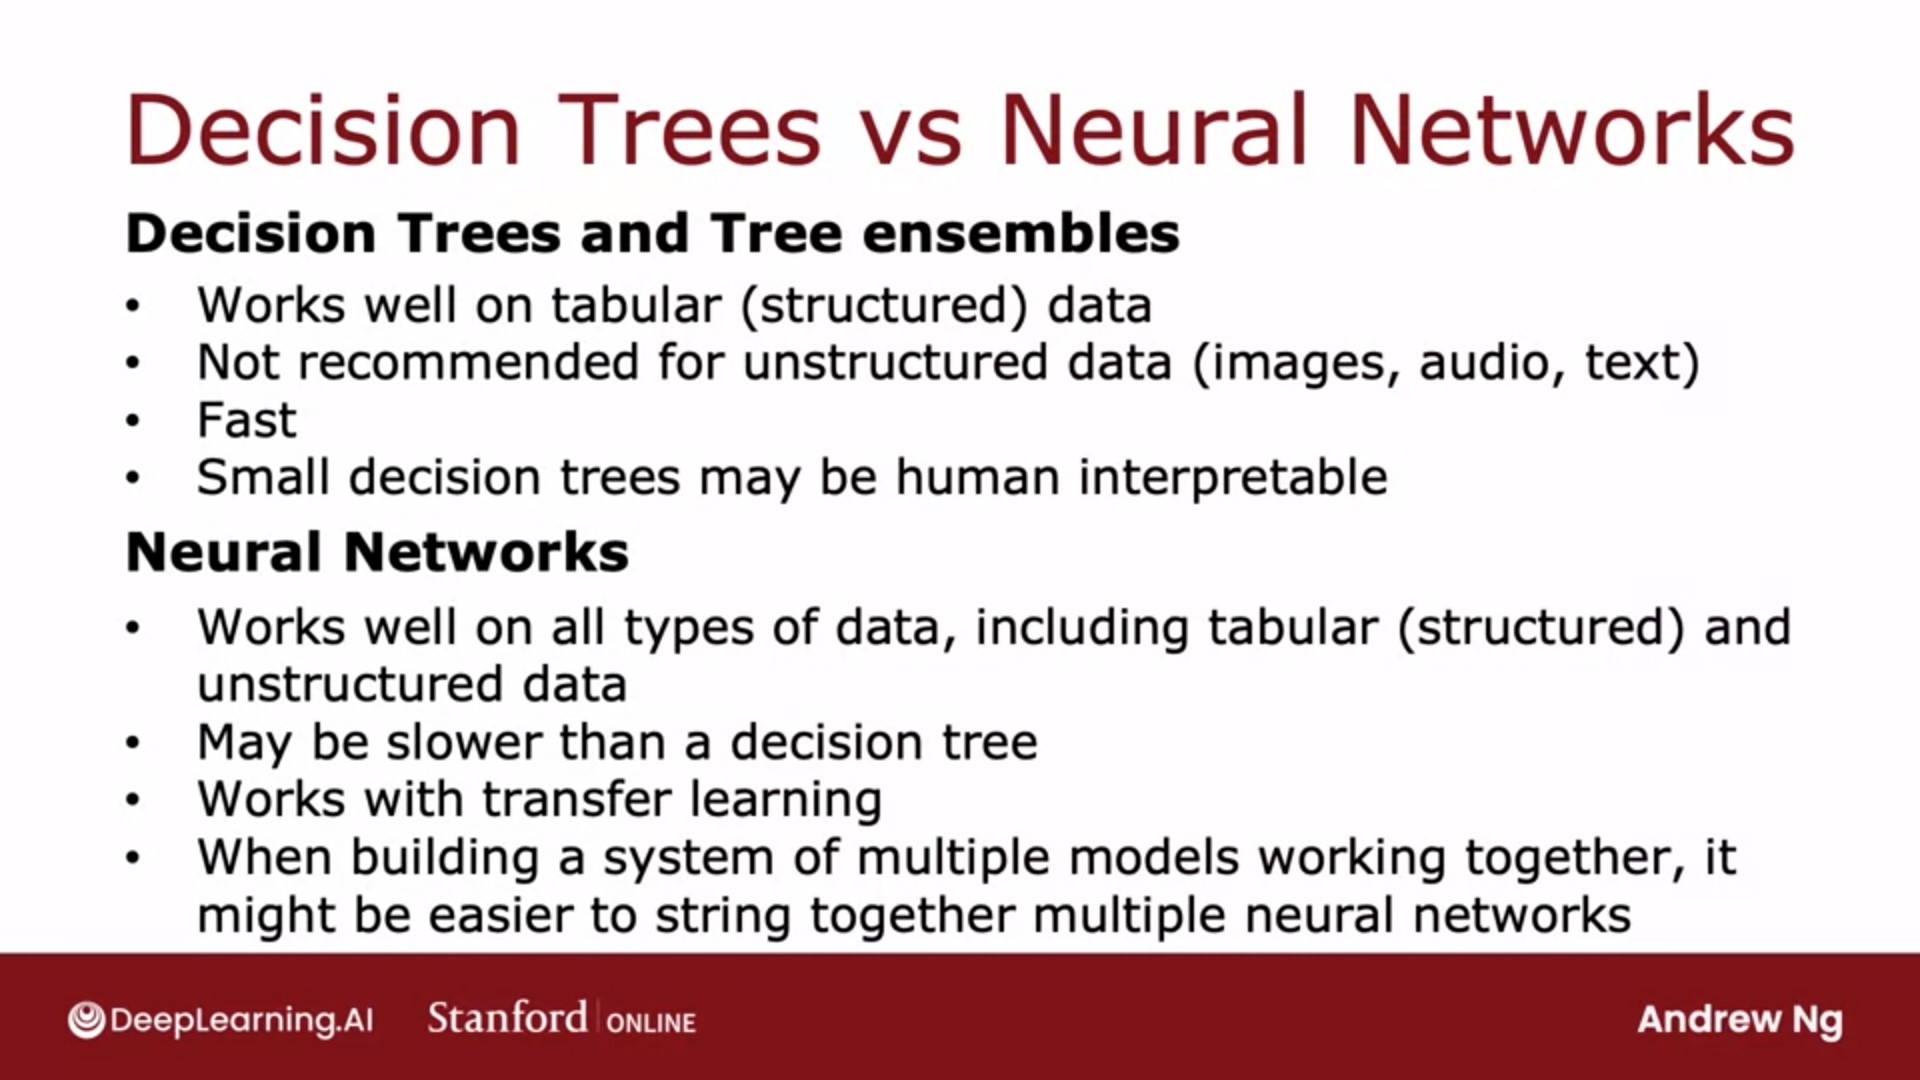 Decision Trees vs Neural Networks
Decision Trees and Tree ensembles
• Works well on tabular (structured) data
• Not recommended for unstructured data (images, audio, text)
• Fast
• Small decision trees may be human interpretable
Neural Networks
• Works well on all types of data, including tabular (structured) and
unstructured data
• May be slower than a decision tree
• Works with transfer learning
• When building a system of multiple models working together, it
might be easier to string together multiple neural networks
DeepLearning.AI Stanford | ONLINE Andrew Ng